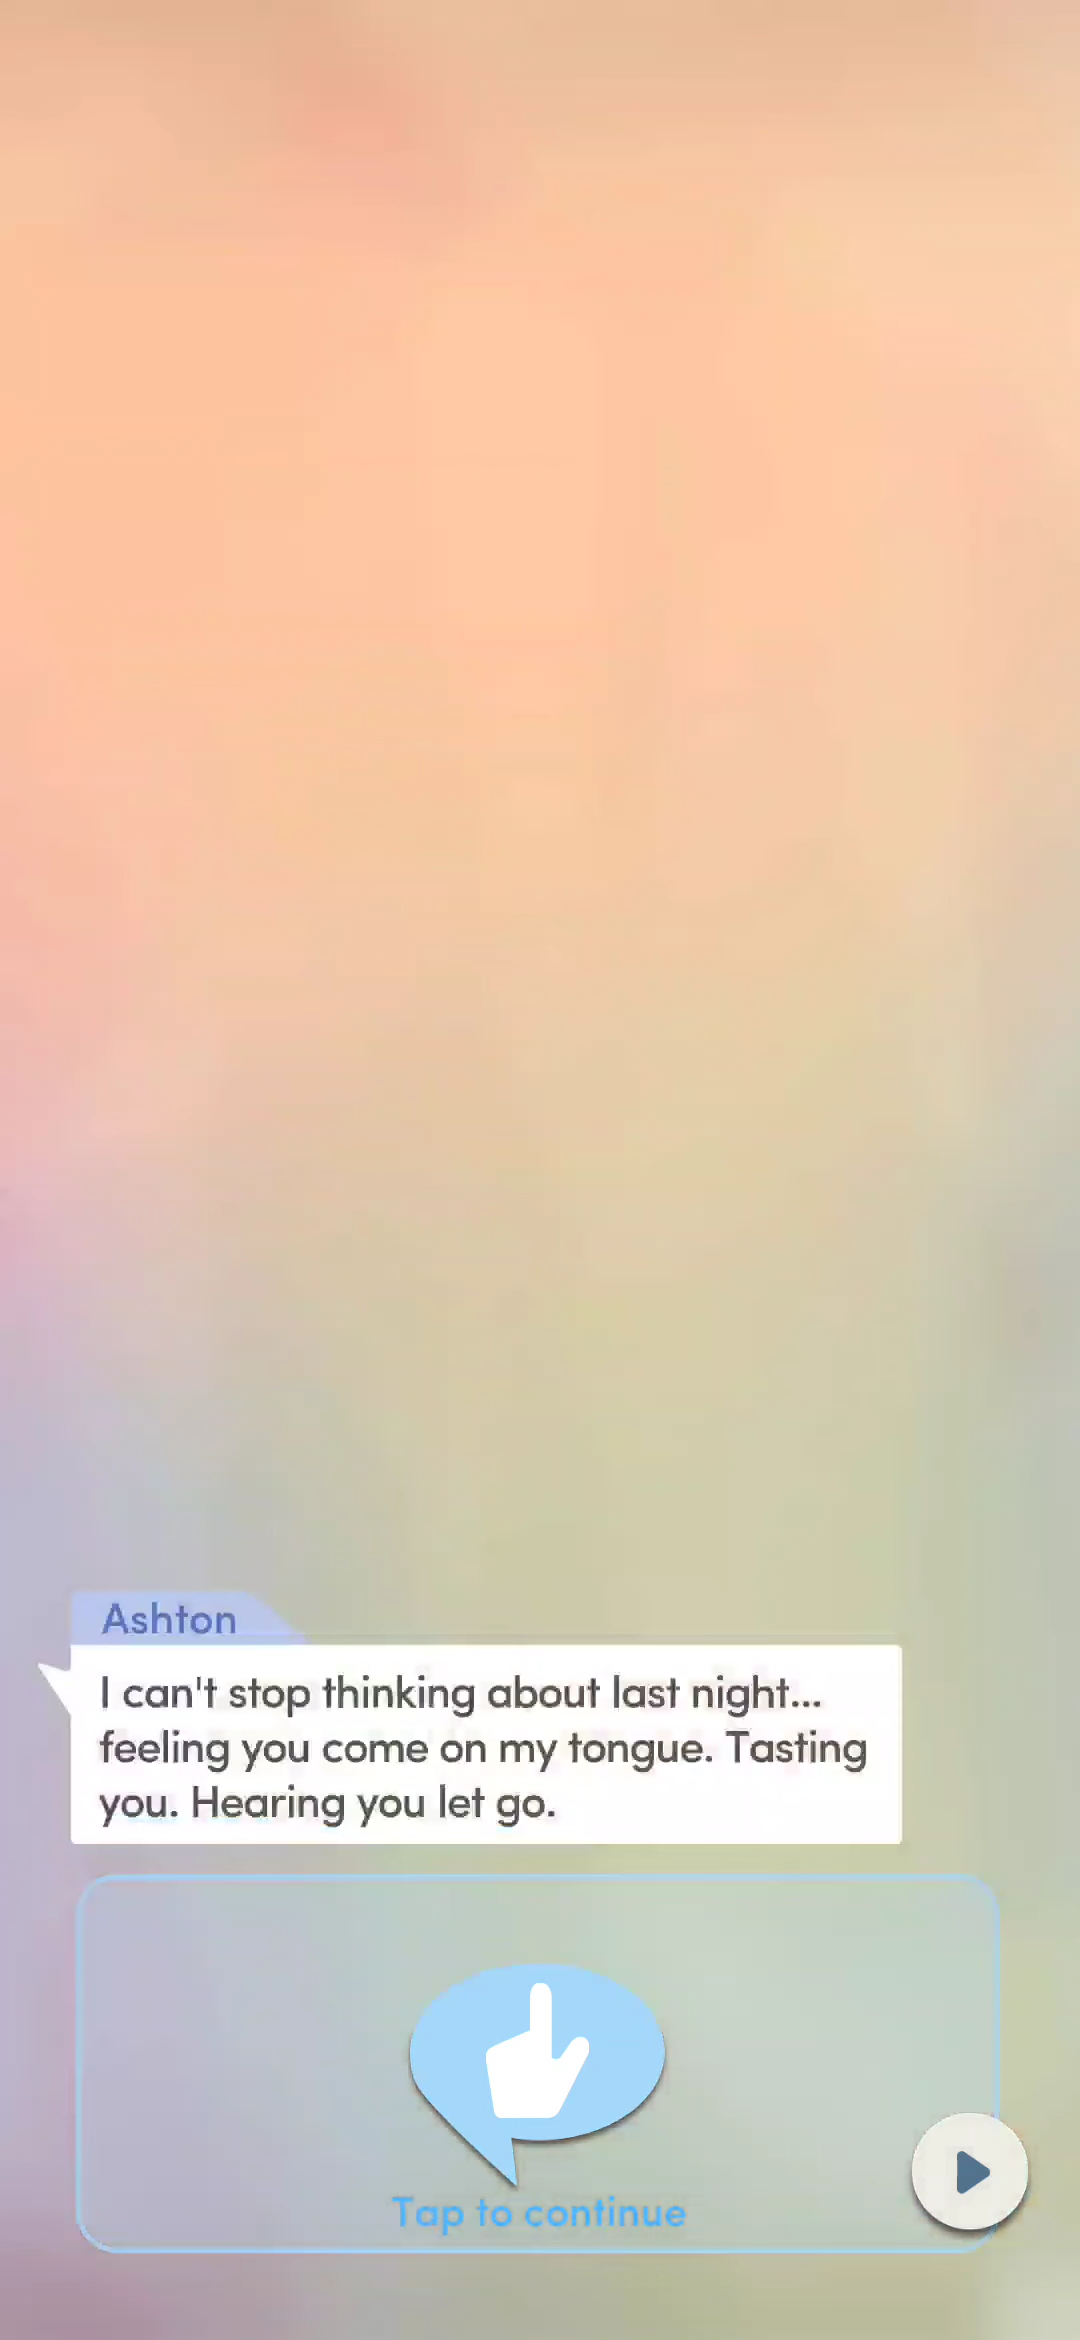 Ashton
I can't stop thinking about last night...
feeling you come on my tongue. Tasting
you. Hearing you let go.
Tap to continue